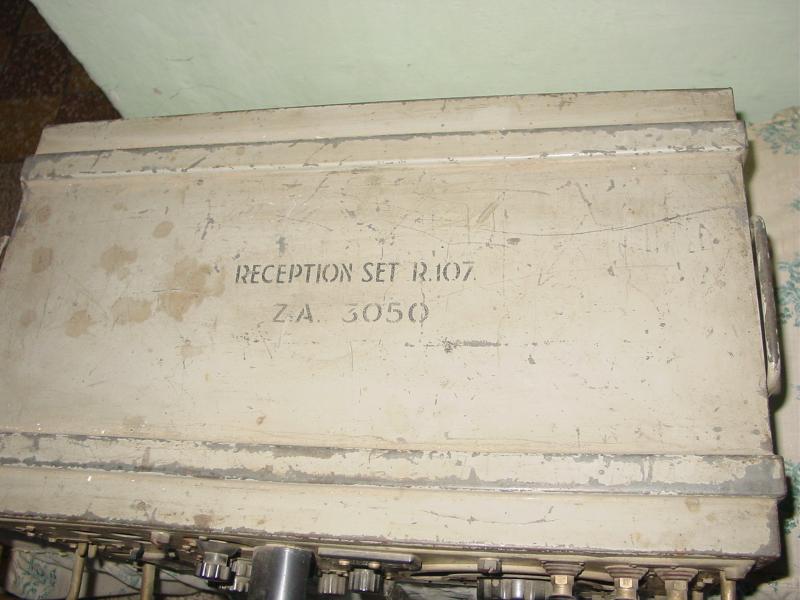 RECEPTION SET R.107.
Z.A. 3050